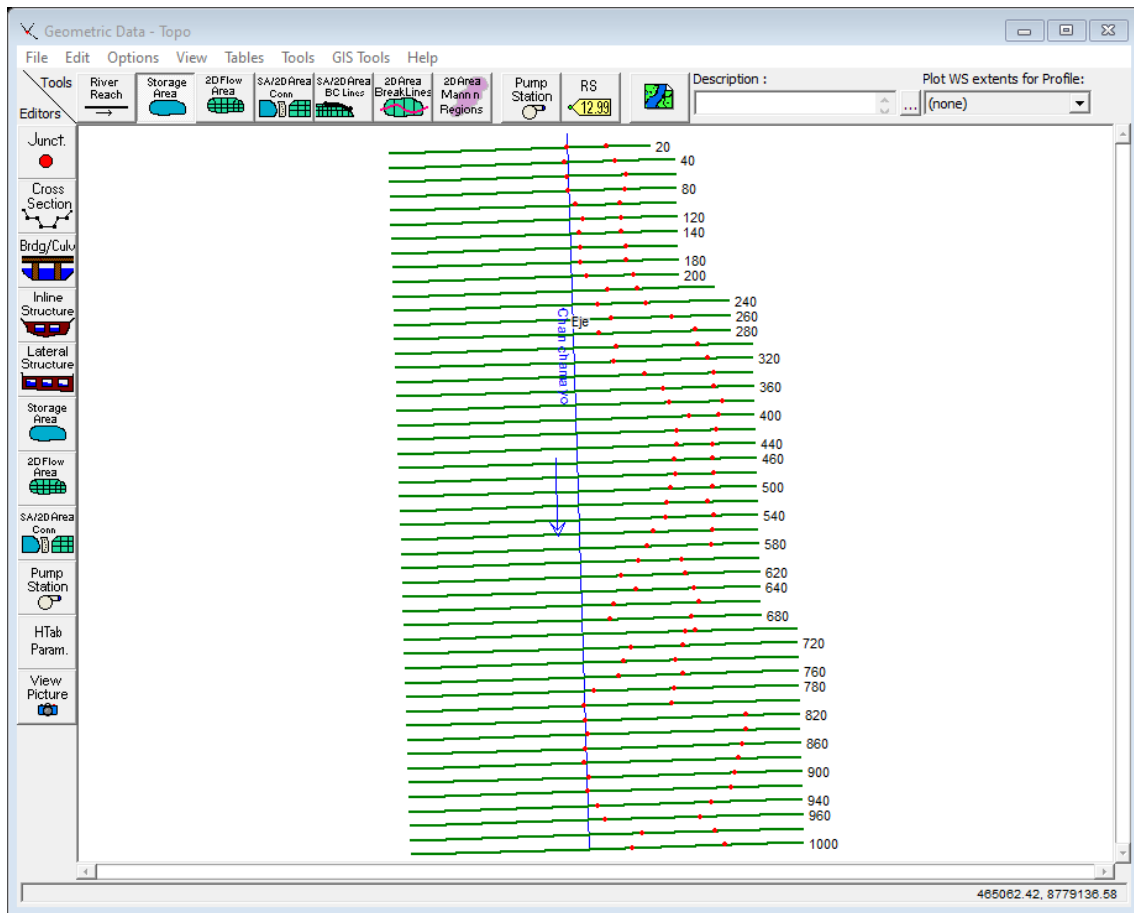 Geometric Data - Topo
File Edit Options View Tables Tools GIS Tools Help
Tools
Editors
River
Reach
Storage
Area
2D Flow
Area
SA/2D Area
Conn
SA/2D Area
BC Lines
2D Area
BreakLines
2D Area
Mann n
Regions
Pump
Station
RS
12.99
Description :
...
Plot WS extents for Profile:
(none)
Junct.
Cross
Section
Brdg/Culv
Inline
Structure
Lateral
Structure
Storage
Area
2D Flow
Area
SA/2D Area
Conn
Pump
Station
HTab
Param.
View
Picture
20
40
80
120
140
180
200
240
260
280
320
360
400
440
460
500
540
580
620
640
680
720
760
780
820
860
900
940
960
1000
Eje
Chanchamayo
465062.42, 8779136.58